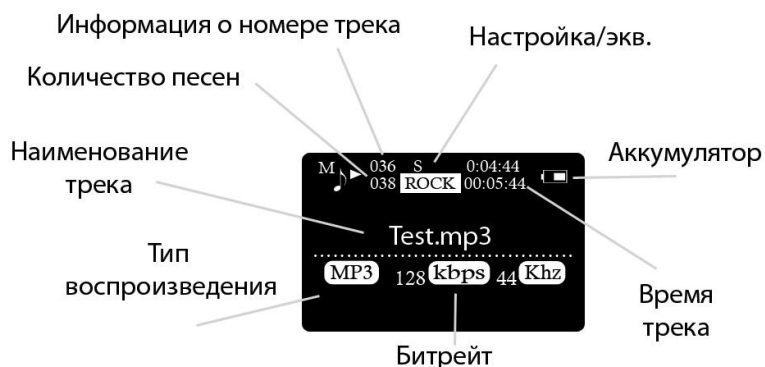 Информация о номере трека
Настройка/экв.
Количество песен
Наименование
трека
Аккумулятор
M 036 S 0:04:44
038 ROCK 00:05:44
Test.mp3
MP3 128 kbps 44 Khz
Тип
воспроизведения
Время
трека
Битрейт